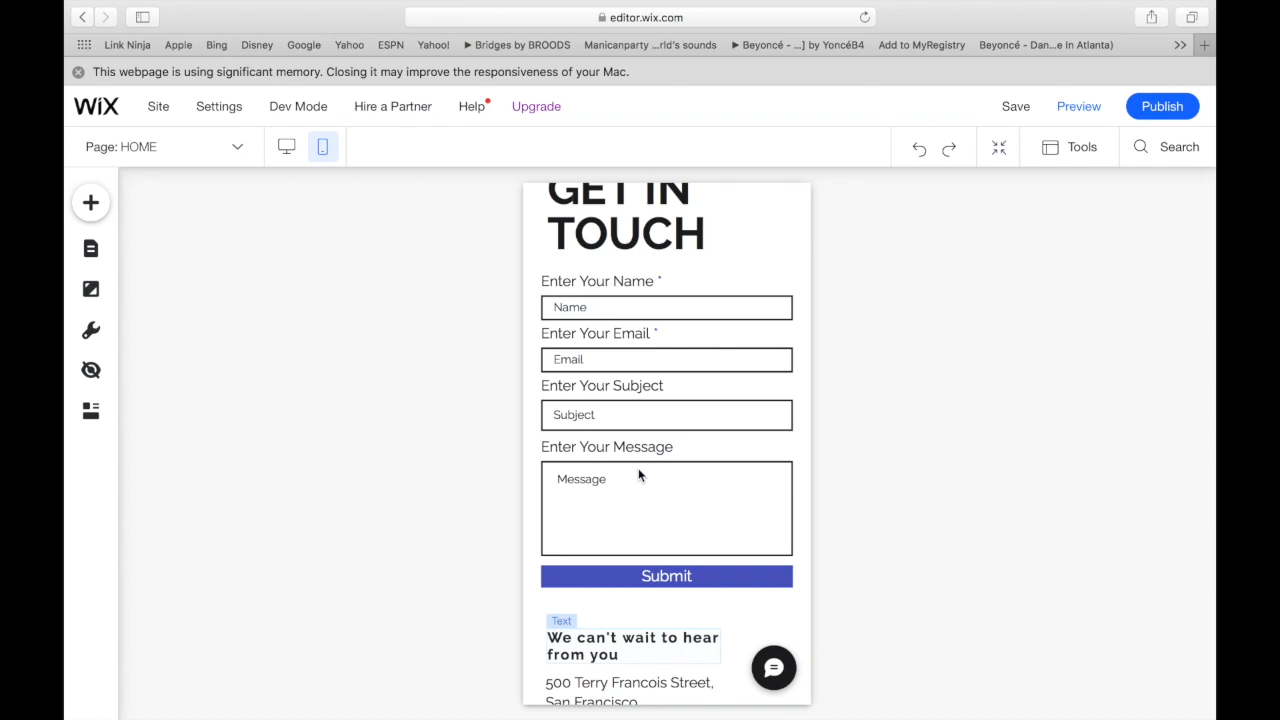 editor.wix.com
Link Ninja Apple Bing Disney Google Yahoo ESPN Yahoo! ▶ Bridges by BROODS Manicanparty ...rld's sounds ▶ Beyoncé - ...] by YoncéB4 Add to MyRegistry Beyoncé - Dan...e In Atlanta) >>
This webpage is using significant memory. Closing it may improve the responsiveness of your Mac.
WiX Site Settings Dev Mode Hire a Partner Help Upgrade Save Preview Publish
Page: HOME Tools Search
GET IN
TOUCH
Enter Your Name *
Name
Enter Your Email *
Email
Enter Your Subject
Subject
Enter Your Message
Message
Submit
Text
We can't wait to hear
from you
500 Terry Francois Street,
San Francisco